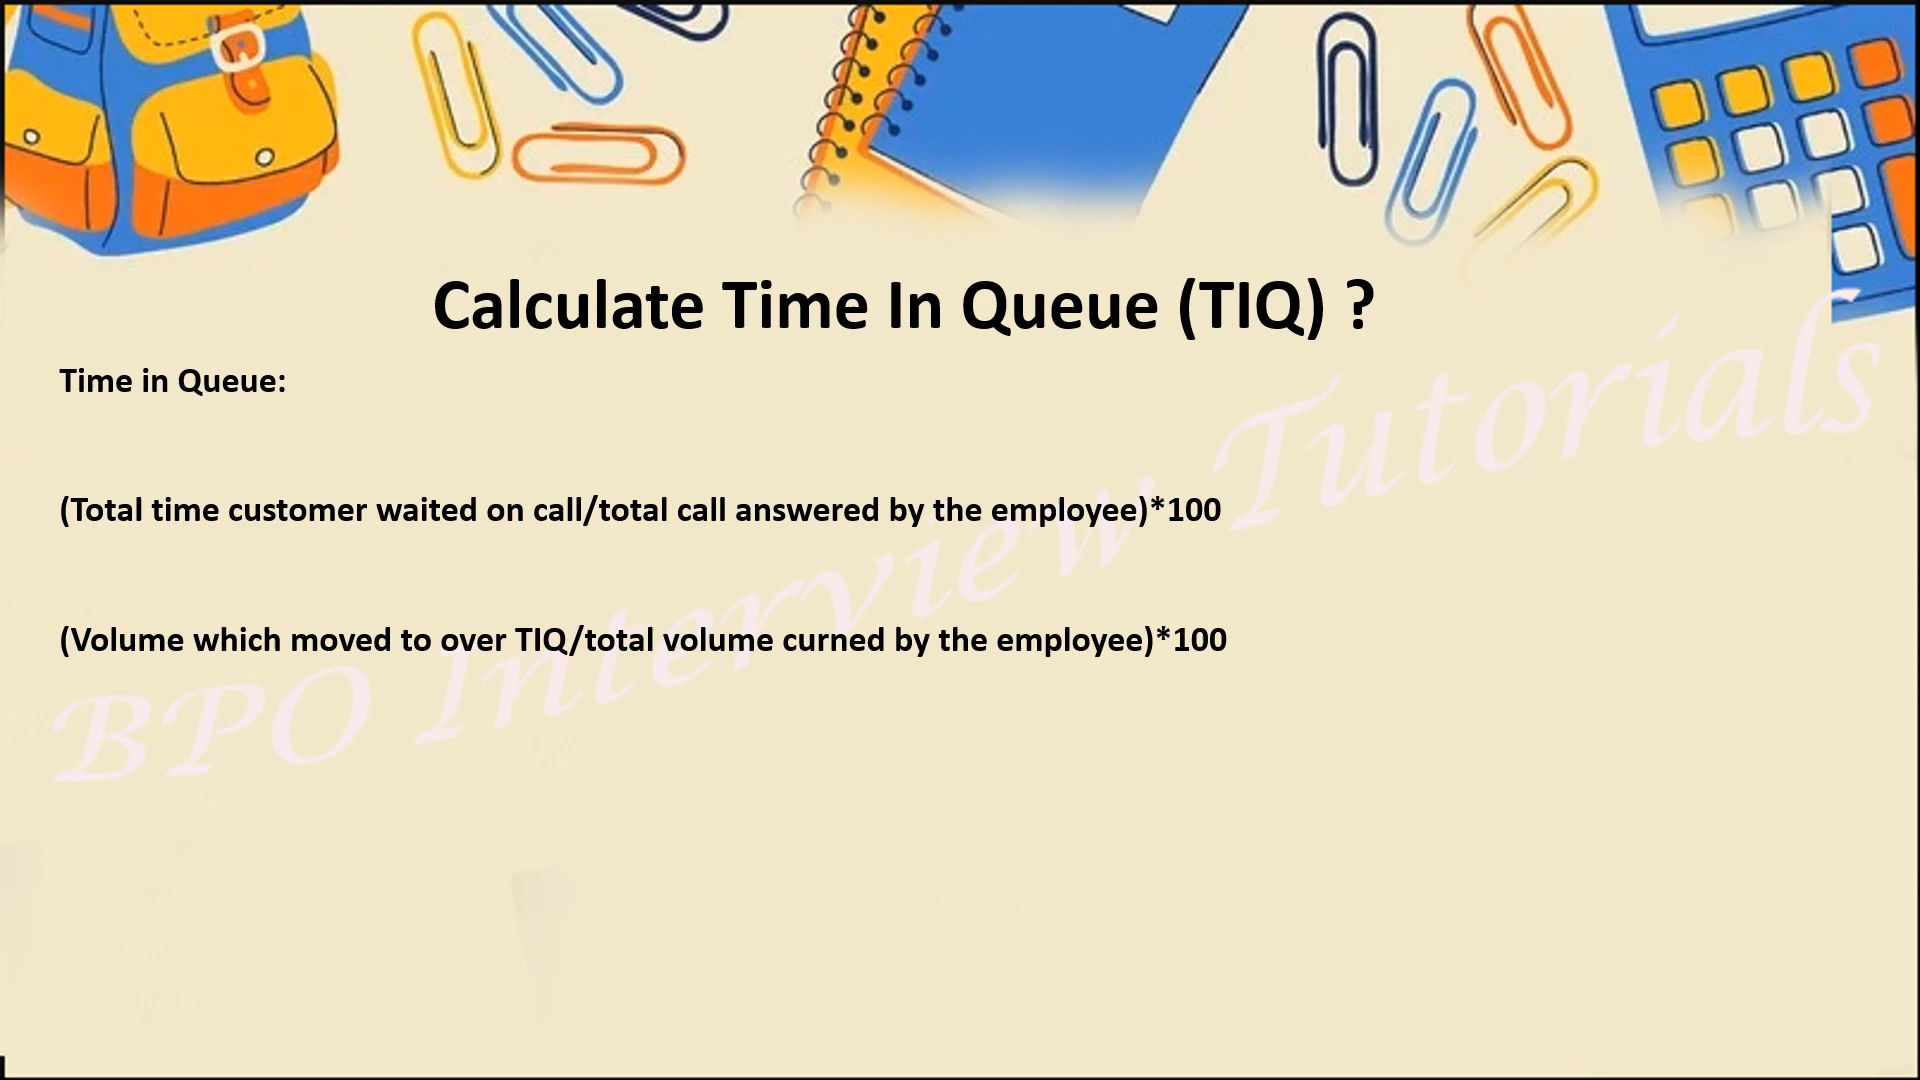 Calculate Time In Queue (TIQ) ?
Time in Queue:
(Total time customer waited on call/total call answered by the employee)*100
(Volume which moved to over TIQ/total volume curned by the employee)*100
BPO Interview Tutorials